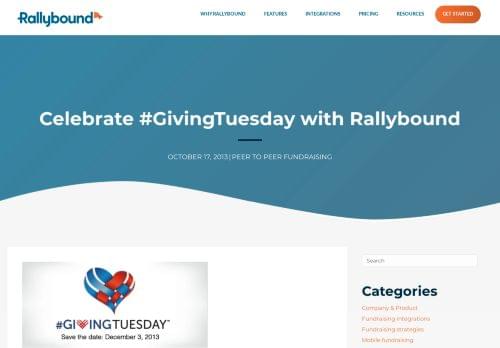 Rallybound
WHY RALLYBOUND
FEATURES
INTEGRATIONS
PRICING
RESOURCES
GET STARTED
Celebrate #GivingTuesday with Rallybound
OCTOBER 17, 2013 | PEER TO PEER FUNDRAISING
#GIVINGTUESDAY™
Save the date: December 3, 2013
Search
Categories
Company & Product
Fundraising integrations
Fundraising strategies
Mobile fundraising